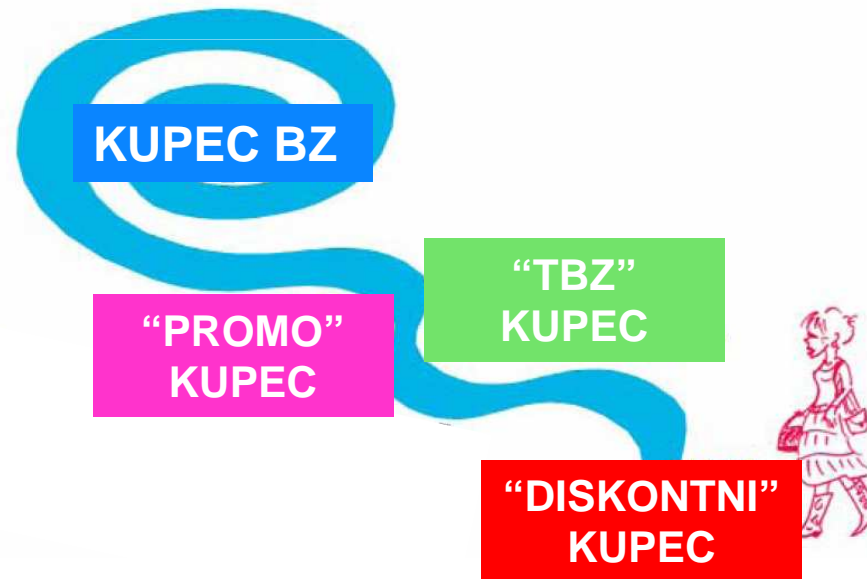 KUPEC BZ
“TBZ”
KUPEC
“PROMO”
KUPEC
“DISKONTNI”
KUPEC